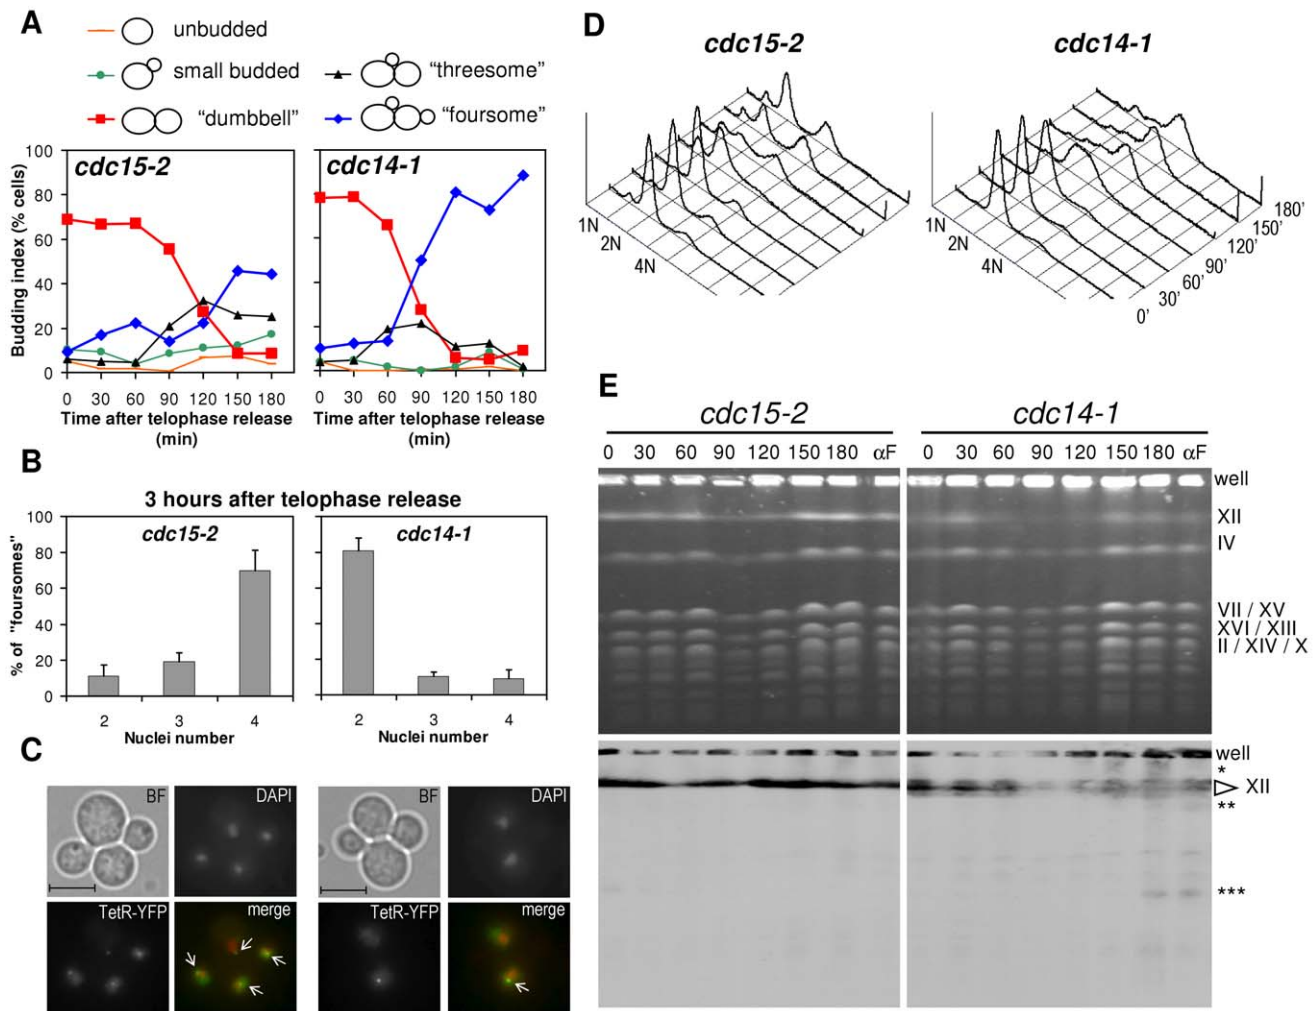 A
unbudded
small budded
"threesome"
"dumbbell"
"foursome"
cdc15-2
cdc14-1
Budding index (% cells)
100
80
60
40
20
0
0 30 60 90 120 150 180
0 30 60 90 120 150 180
Time after telophase release (min)
Time after telophase release (min)
B
3 hours after telophase release
cdc15-2
cdc14-1
% of "foursomes"
100
80
60
40
20
0
2 3 4
2 3 4
Nuclei number
Nuclei number
C
BF
DAPI
BF
DAPI
TetR-YFP
merge
TetR-YFP
merge
D
cdc15-2
cdc14-1
1N
2N
4N
1N
2N
4N
0'
30'
60'
90'
120'
150'
180'
E
cdc15-2
cdc14-1
0 30 60 90 120 150 180 αF
0 30 60 90 120 150 180 αF
well
XII
IV
VII / XV
XVI / XIII
II / XIV / X
well
*
XII
**
***